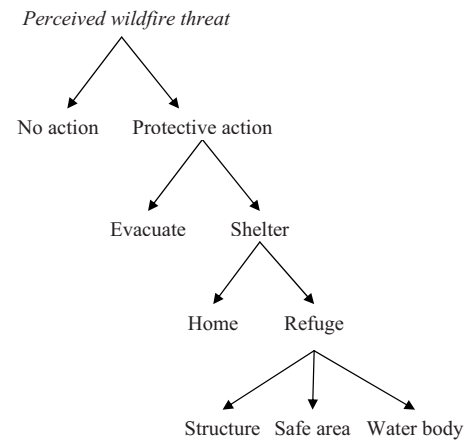 Perceived wildfire threat
No action Protective action
Evacuate Shelter
Home Refuge
Structure Safe area Water body